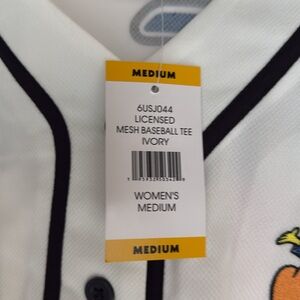 MEDIUM
6USJ044
LICENSED
MESH BASEBALL TEE
IVORY
WOMEN'S
MEDIUM
MEDIUM